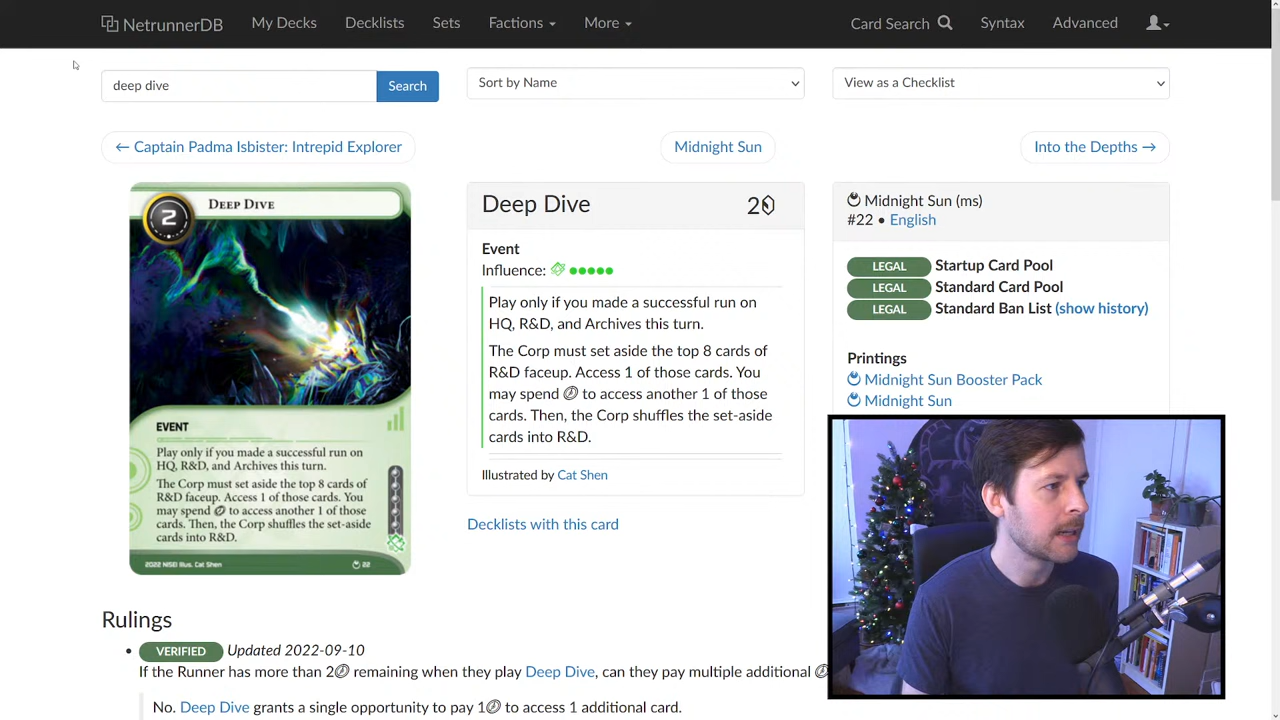 NetrunnerDB My Decks Decklists Sets Factions More Card Search Syntax Advanced
deep dive Search Sort by Name View as a Checklist
← Captain Padma Isbister: Intrepid Explorer Midnight Sun Into the Depths →
2 DEEP DIVE
EVENT
Play only if you made a successful run on
HQ, R&D, and Archives this turn.
The Corp must set aside the top 8 cards of
R&D faceup. Access 1 of those cards. You
may spend to access another 1 of those
cards. Then, the Corp shuffles the set-aside
cards into R&D.
2022 NISEI Illus. Cat Shen 22
Deep Dive 2
Event
Influence:
Play only if you made a successful run on
HQ, R&D, and Archives this turn.
The Corp must set aside the top 8 cards of
R&D faceup. Access 1 of those cards. You
may spend to access another 1 of those
cards. Then, the Corp shuffles the set-aside
cards into R&D.
Illustrated by Cat Shen
Decklists with this card
Midnight Sun (ms)
#22 • English
LEGAL Startup Card Pool
LEGAL Standard Card Pool
LEGAL Standard Ban List (show history)
Printings
Midnight Sun Booster Pack
Midnight Sun
Rulings
• VERIFIED Updated 2022-09-10
If the Runner has more than 2 remaining when they play Deep Dive, can they pay multiple additional
No. Deep Dive grants a single opportunity to pay 1 to access 1 additional card.